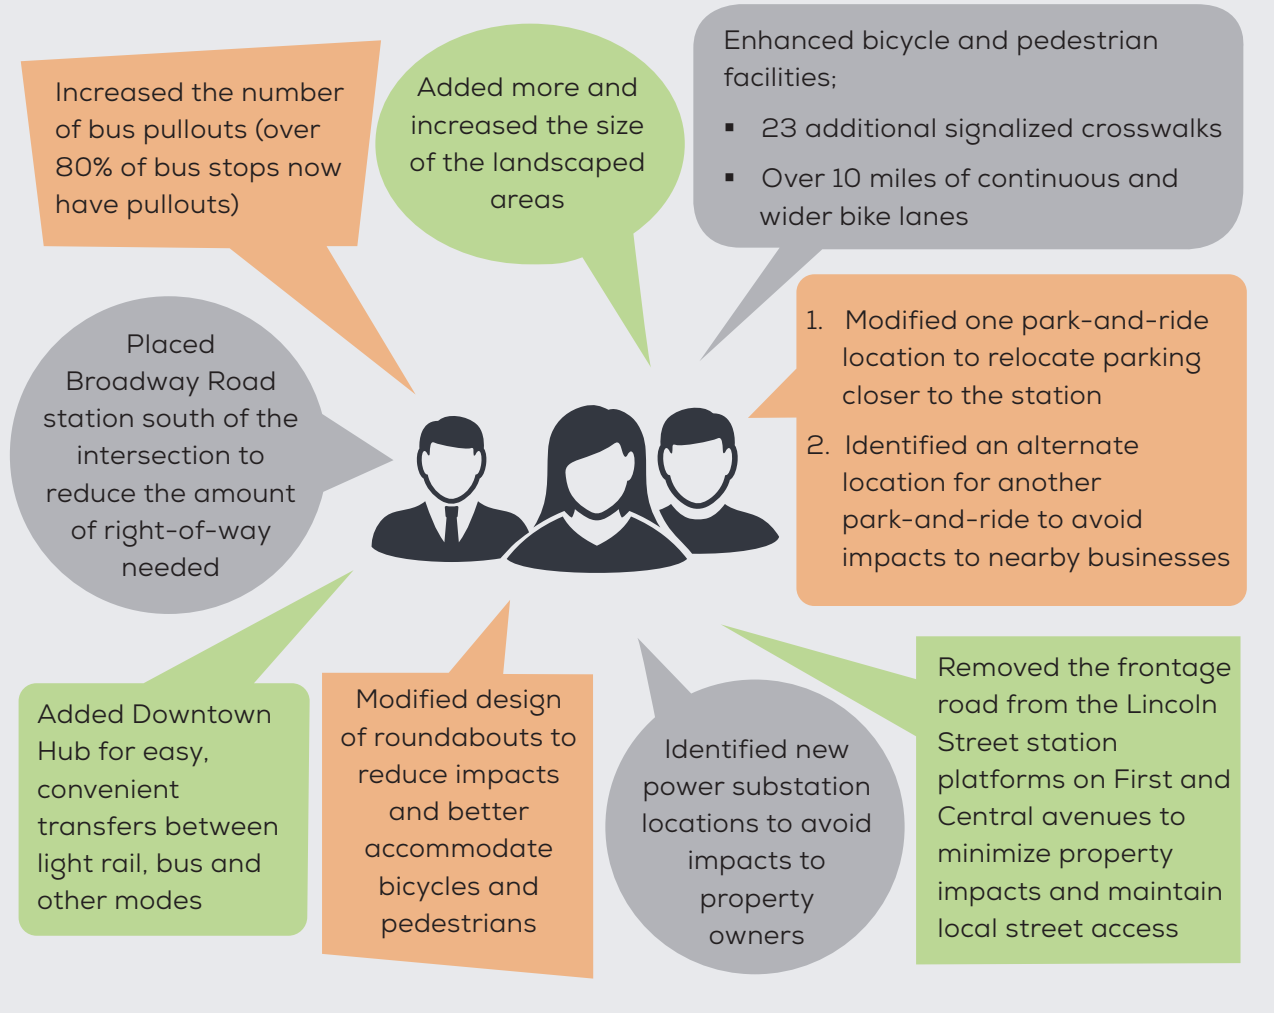 Increased the number
of bus pullouts (over
80% of bus stops now
have pullouts)
Added more and
increased the size
of the landscaped
areas
Enhanced bicycle and pedestrian
facilities;
▪ 23 additional signalized crosswalks
▪ Over 10 miles of continuous and
wider bike lanes
Placed
Broadway Road
station south of the
intersection to
reduce the amount
of right-of-way
needed
1. Modified one park-and-ride
location to relocate parking
closer to the station
2. Identified an alternate
location for another
park-and-ride to avoid
impacts to nearby businesses
Added Downtown
Hub for easy,
convenient
transfers between
light rail, bus and
other modes
Modified design
of roundabouts to
reduce impacts
and better
accommodate
bicycles and
pedestrians
Identified new
power substation
locations to avoid
impacts to
property
owners
Removed the frontage
road from the Lincoln
Street station
platforms on First and
Central avenues to
minimize property
impacts and maintain
local street access